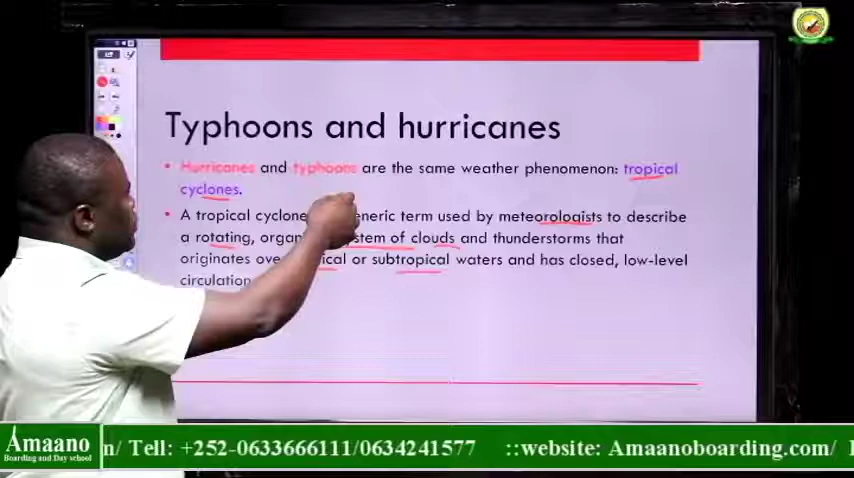 Typhoons and hurricanes
• Hurricanes and typhoons are the same weather phenomenon: tropical
cyclones.
A tropical cyclone eneric term used by meteorologists to describe
a rotating, organ stem of clouds and thunderstorms that
originates ove ical or subtropical waters and has closed, low-level
circulation
Amaano
Boarding and Day school
n/ Tell: +252-0633666111/0634241577 ::website: Amaanoboarding.com/